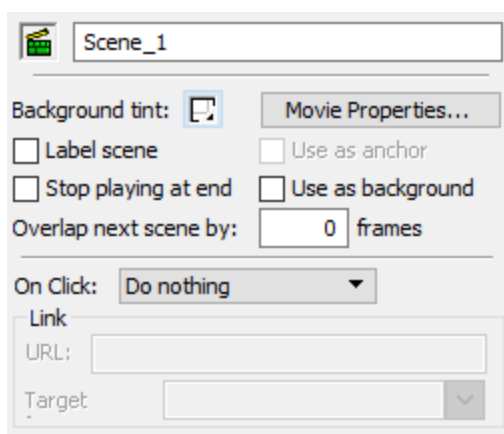 Scene_1
Background tint: Movie Properties...
Label scene Use as anchor
Stop playing at end Use as background
Overlap next scene by: 0 frames
On Click: Do nothing
Link
URL:
Target